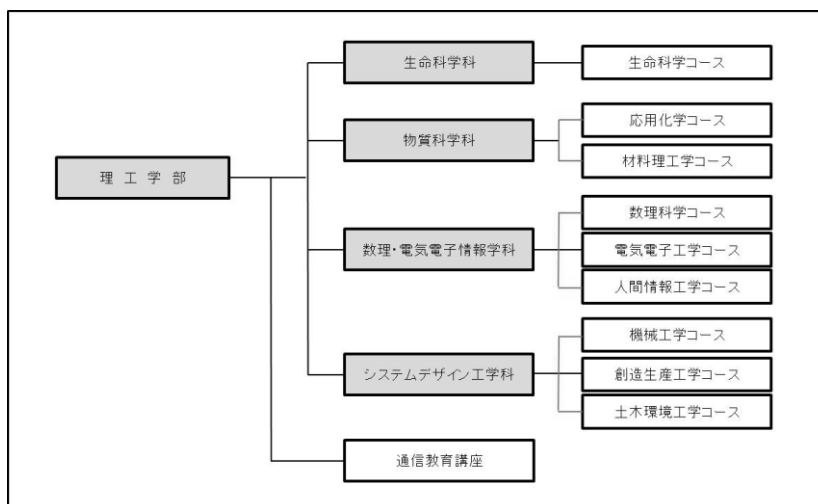 理工学部
生命科学科
生命科学コース
物質科学科
応用化学コース
材料理工学コース
数理・電気電子情報学科
数理科学コース
電気電子工学コース
人間情報工学コース
システムデザイン工学科
機械工学コース
創造生産工学コース
土木環境工学コース
通信教育講座